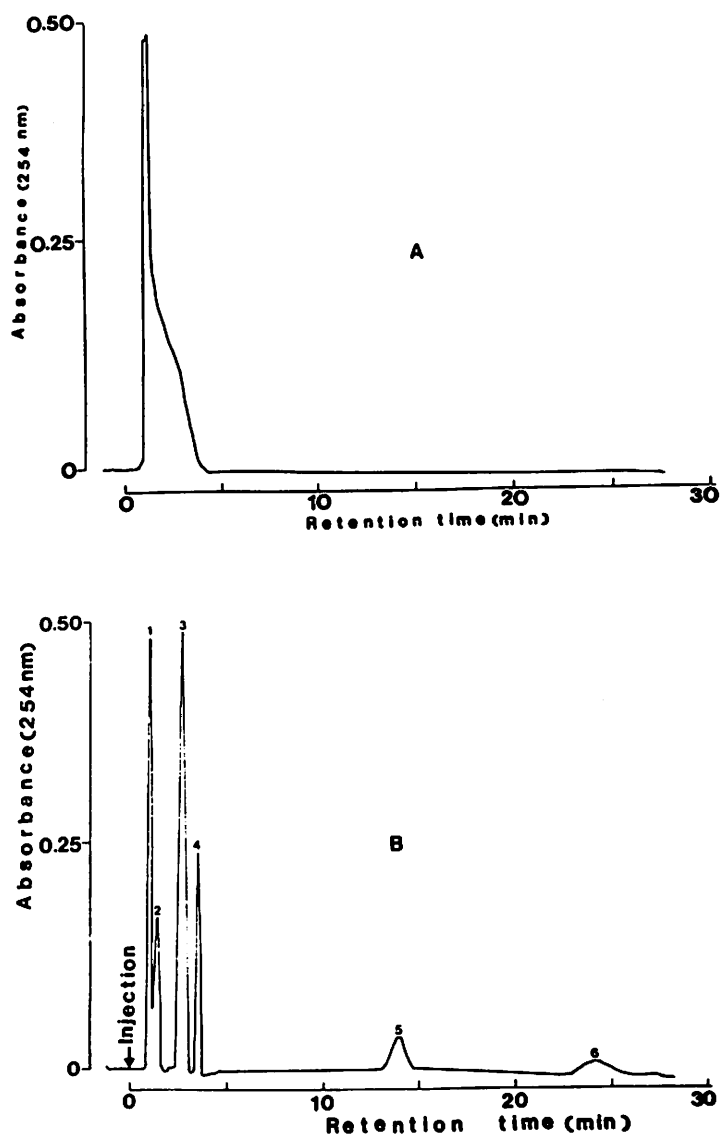 0.50
Absorbance(254 nm)
0.25
A
0
0 10 20 30
Retention time(min)
0.50
1 3
Absorbance(254nm)
0.25
4
B
2
Injection
5
6
0
0 10 20 30
Retention time (min)